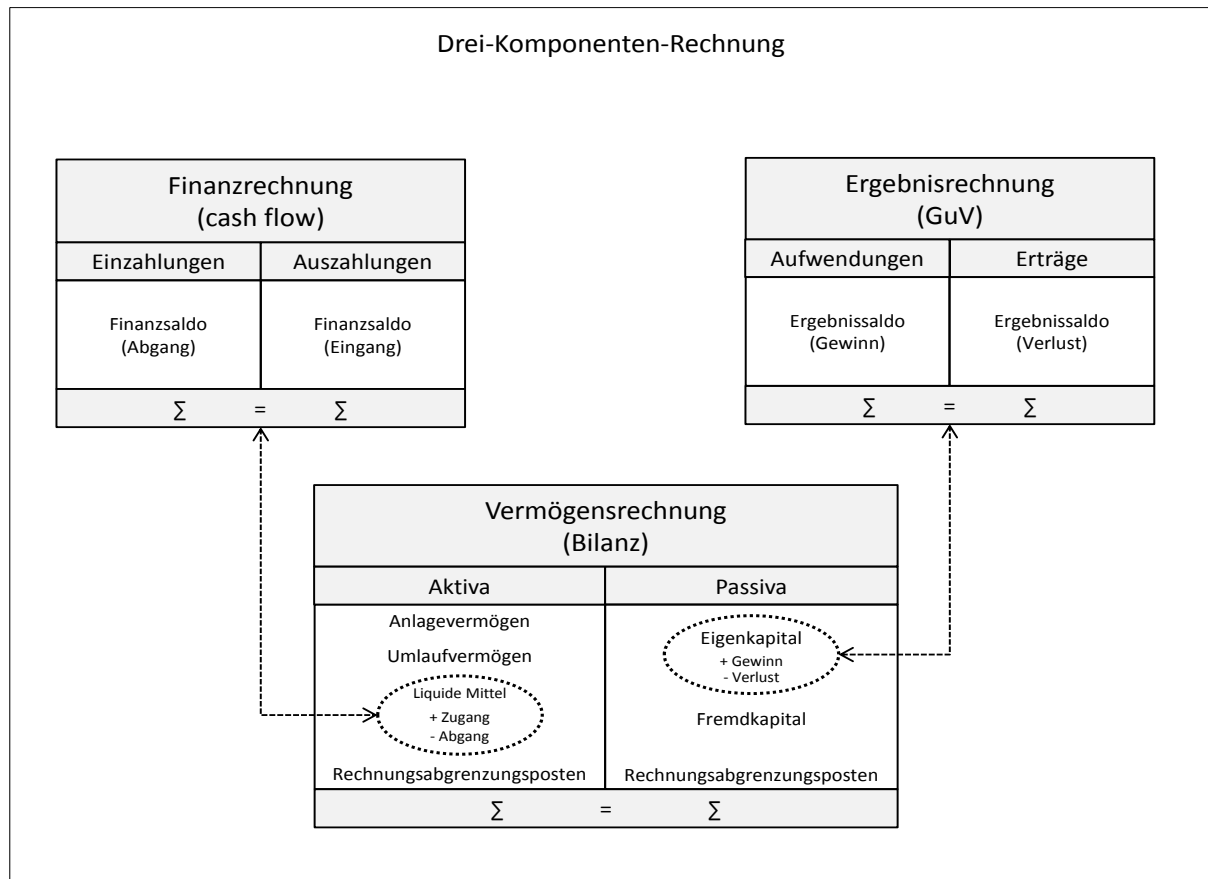 Drei-Komponenten-Rechnung
Finanzrechnung
(cash flow)
Einzahlungen
Auszahlungen
Finanzsaldo
(Abgang)
Finanzsaldo
(Eingang)
Σ = Σ
Ergebnisrechnung
(GuV)
Aufwendungen
Erträge
Ergebnissaldo
(Gewinn)
Ergebnissaldo
(Verlust)
Σ = Σ
Vermögensrechnung
(Bilanz)
Aktiva
Passiva
Anlagevermögen
Umlaufvermögen
Liquide Mittel
+ Zugang
- Abgang
Rechnungsabgrenzungsposten
Eigenkapital
+ Gewinn
- Verlust
Fremdkapital
Rechnungsabgrenzungsposten
Σ = Σ